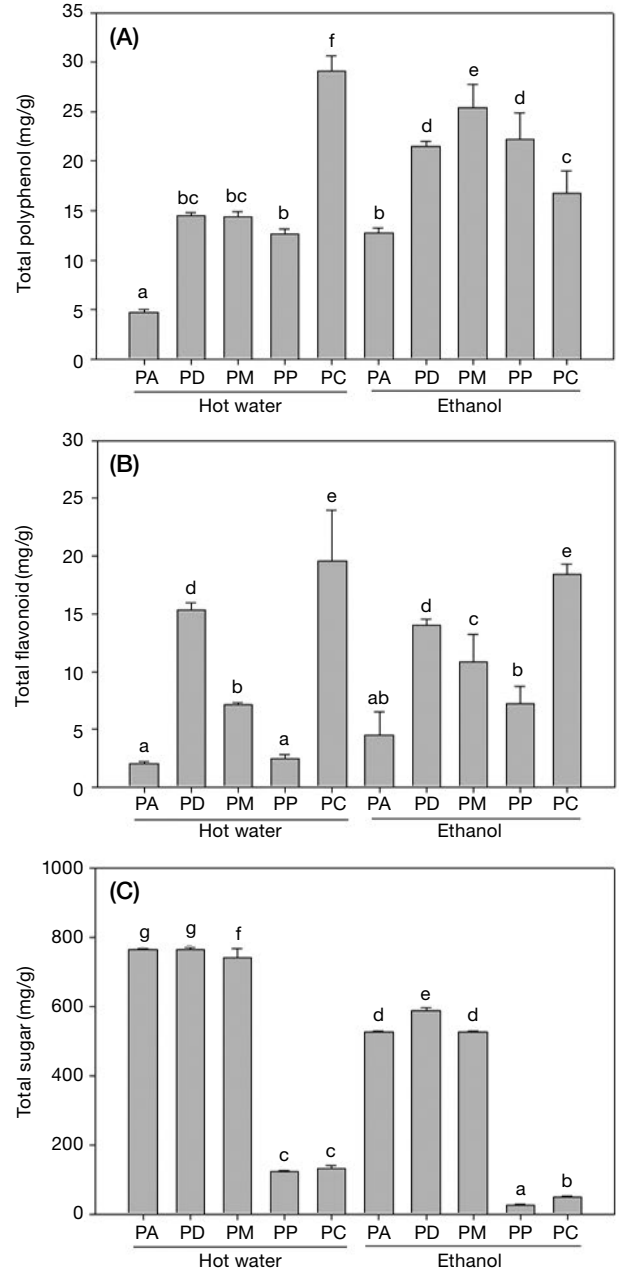 (A)
Total polyphenol (mg/g)
35
30
25
20
15
10
5
0
a
bc
bc
b
f
b
d
e
d
c
PA PD PM PP PC PA PD PM PP PC
Hot water Ethanol
(B)
Total flavonoid (mg/g)
30
25
20
15
10
5
0
a
d
b
a
e
ab
d
c
b
e
PA PD PM PP PC PA PD PM PP PC
Hot water Ethanol
(C)
Total sugar (mg/g)
1000
800
600
400
200
0
g
g
f
c
c
d
e
d
a
b
PA PD PM PP PC PA PD PM PP PC
Hot water Ethanol